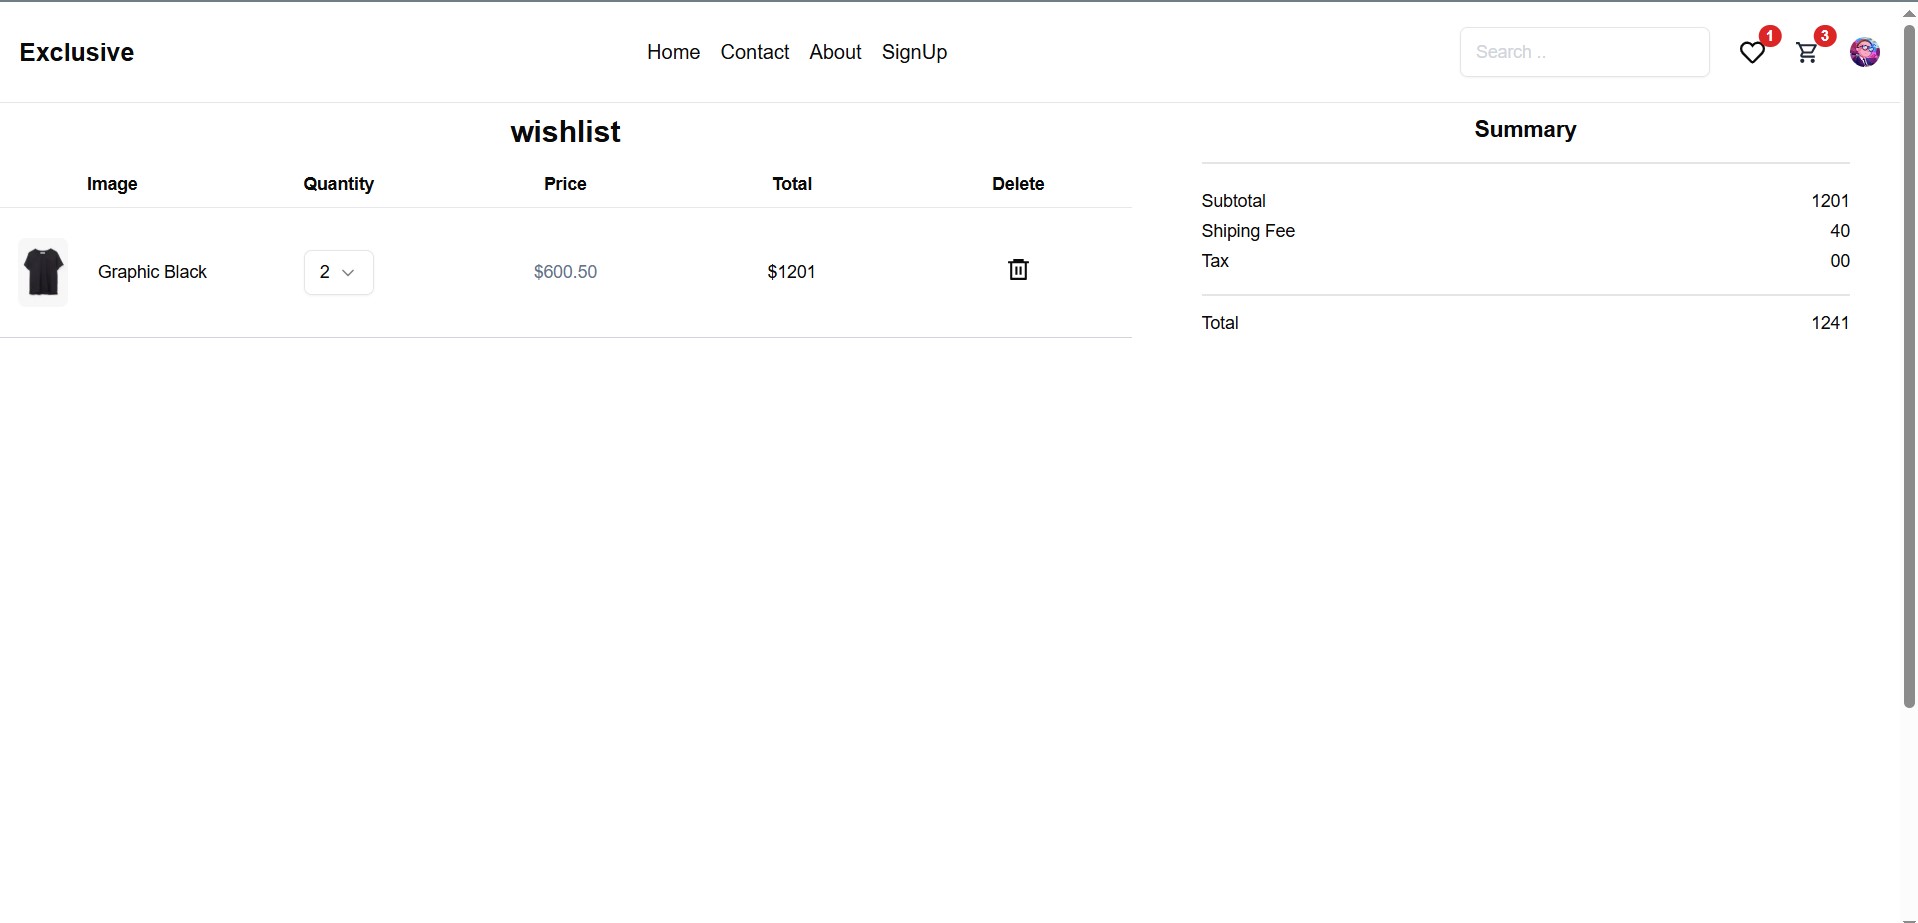 Exclusive
Home Contact About SignUp
Search ..
1
3
wishlist
Image Quantity Price Total Delete
Graphic Black 2 $600.50 $1201
Summary
Subtotal 1201
Shiping Fee 40
Tax 00
Total 1241